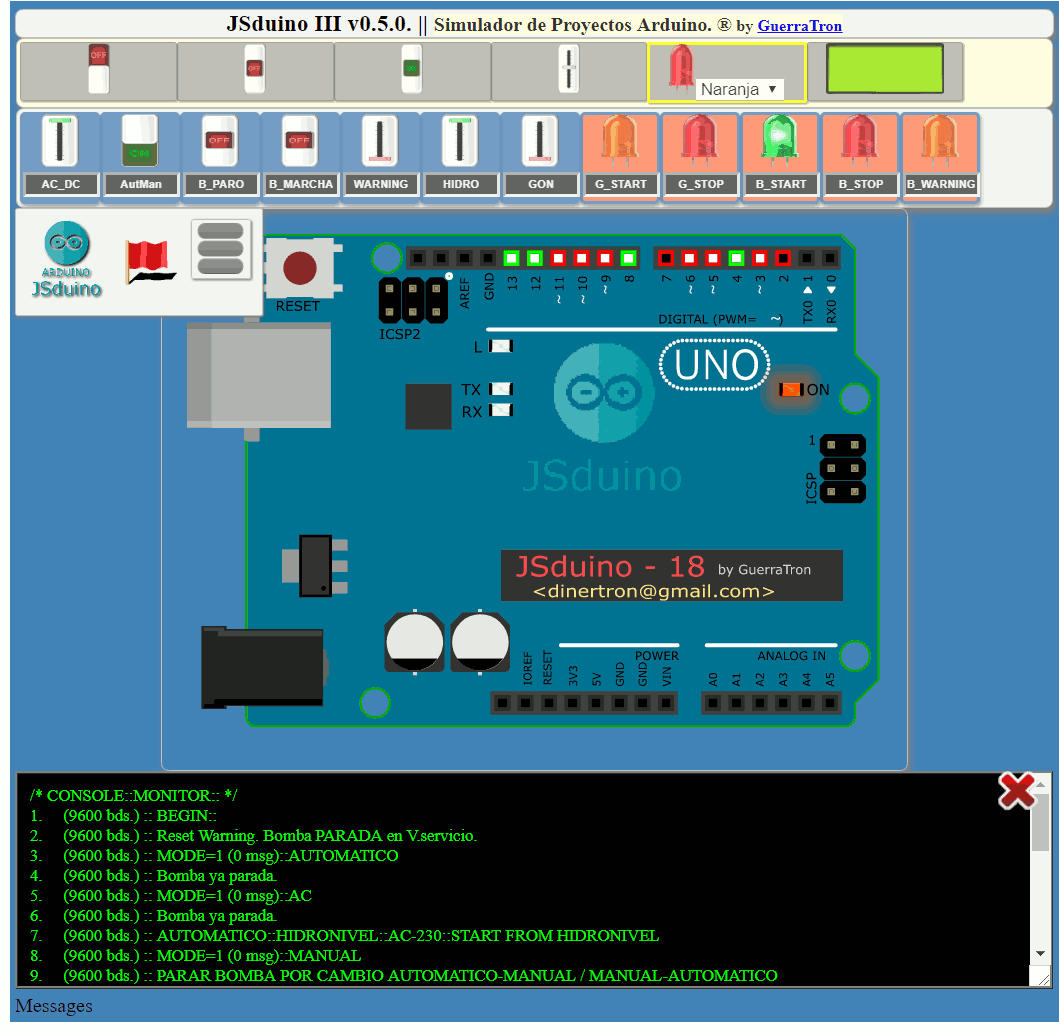 JSduino III v0.5.0. || Simulador de Proyectos Arduino. ® by GuerraTron
OFF
OFF
Naranja ▼
OFF
OFF
AC_DC
AutMan
B_PARO
B_MARCHA
WARNING
HIDRO
GON
G_START
G_STOP
B_START
B_STOP
B_WARNING
ARDUINO
JSduino
RESET
ICSP2
AREF
GND
13
12
~11
~10
~9
8
7
~6
~5
4
~3
2
TX0 ▶ 1
RX0 ◀ 0
DIGITAL (PWM= ~)
L
TX
RX
UNO
ON
JSduino
1
ICSP
JSduino - 18 by GuerraTron
<dinertron@gmail.com>
POWER
ANALOG IN
IOREF
RESET
3V3
5V
GND
GND
VIN
A0
A1
A2
A3
A4
A5
/* CONSOLE::MONITOR:: */
1. (9600 bds.) :: BEGIN::
2. (9600 bds.) :: Reset Warning. Bomba PARADA en V.servicio.
3. (9600 bds.) :: MODE=1 (0 msg)::AUTOMATICO
4. (9600 bds.) :: Bomba ya parada.
5. (9600 bds.) :: MODE=1 (0 msg)::AC
6. (9600 bds.) :: Bomba ya parada.
7. (9600 bds.) :: AUTOMATICO::HIDRONIVEL::AC-230::START FROM HIDRONIVEL
8. (9600 bds.) :: MODE=1 (0 msg)::MANUAL
9. (9600 bds.) :: PARAR BOMBA POR CAMBIO AUTOMATICO-MANUAL / MANUAL-AUTOMATICO
Messages